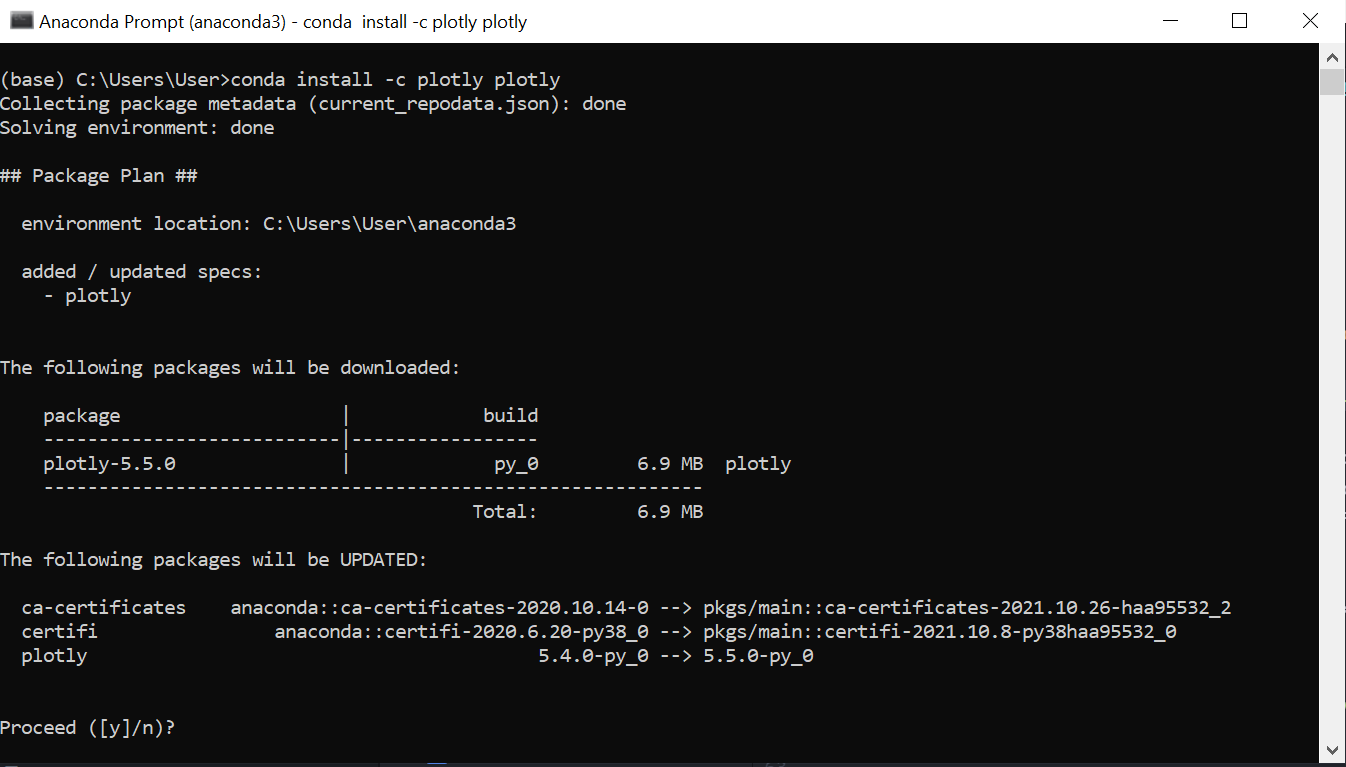 Anaconda Prompt (anaconda3) - conda  install -c plotly plotly
(base) C:\Users\User>conda install -c plotly plotly
Collecting package metadata (current_repodata.json): done
Solving environment: done
## Package Plan ##
  environment location: C:\Users\User\anaconda3
  added / updated specs:
    - plotly
The following packages will be downloaded:
    package                    |            build
    ---------------------------|-----------------
    plotly-5.5.0               |             py_0         6.9 MB  plotly
    ------------------------------------------------------------
                                           Total:         6.9 MB
The following packages will be UPDATED:
  ca-certificates    anaconda::ca-certificates-2020.10.14-0 --> pkgs/main::ca-certificates-2021.10.26-haa95532_2
  certifi                anaconda::certifi-2020.6.20-py38_0 --> pkgs/main::certifi-2021.10.8-py38haa95532_0
  plotly                                         5.4.0-py_0 --> 5.5.0-py_0
Proceed ([y]/n)?